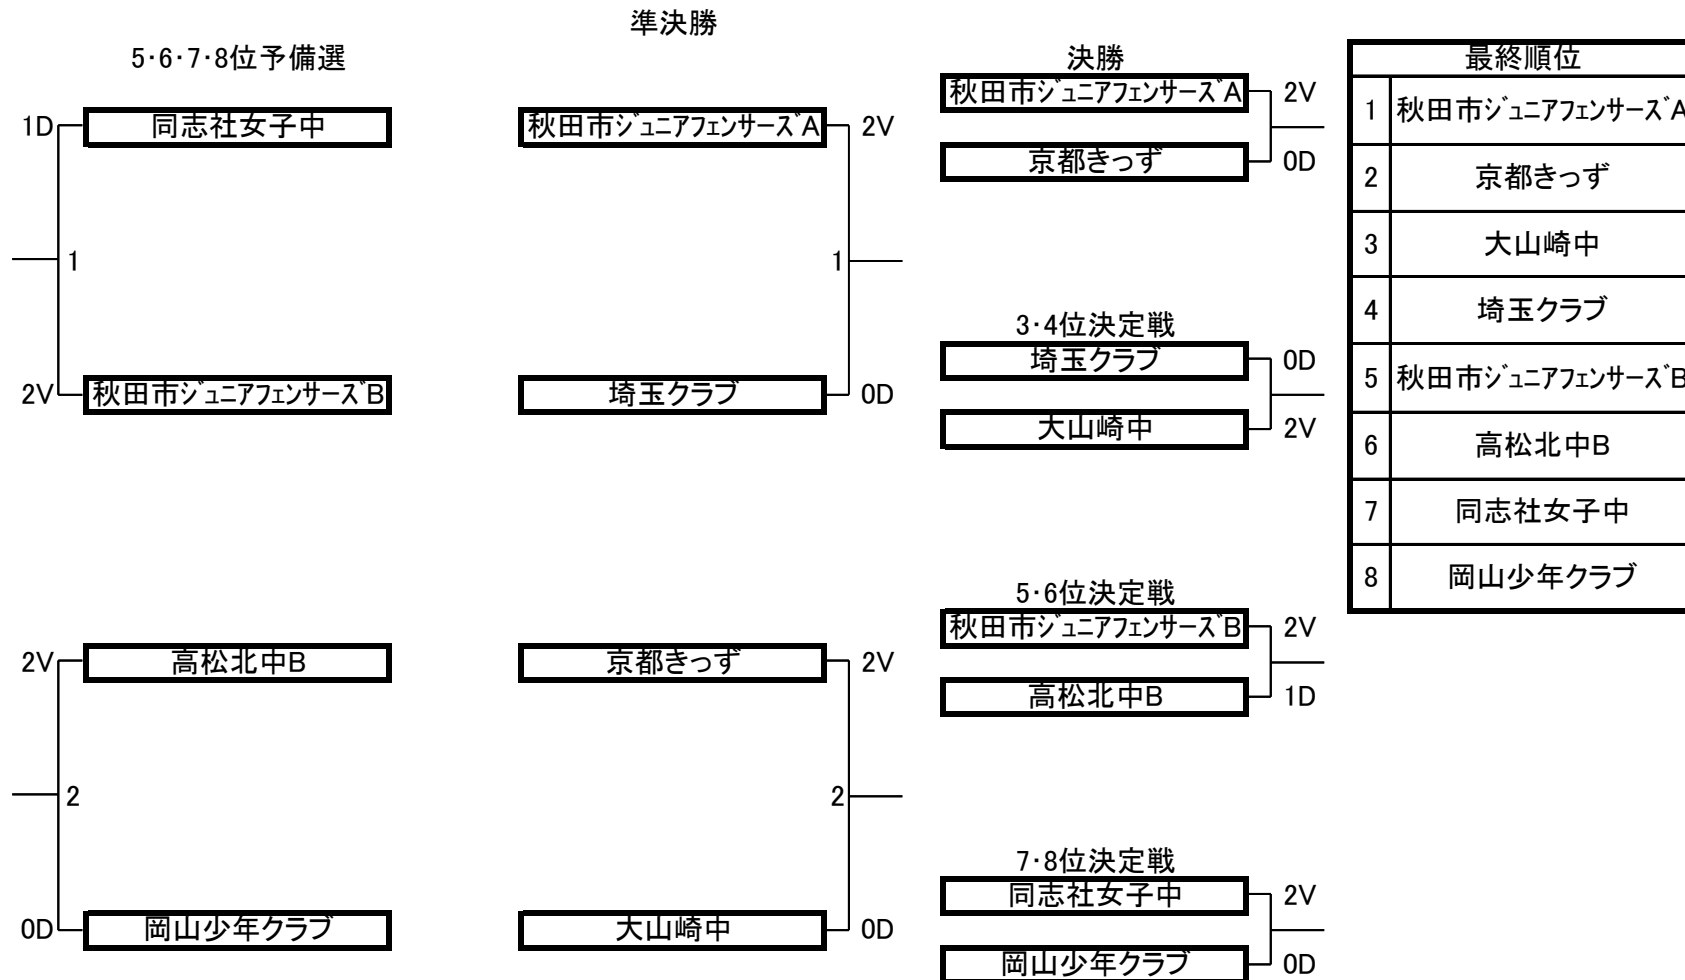 準決勝
5・6・7・8位予備選
1D 同志社女子中
1
2V 秋田市ジュニアフェンサーズB
2V 高松北中B
2
0D 岡山少年クラブ
秋田市ジュニアフェンサーズA 2V
1
埼玉クラブ 0D
京都きっず 2V
2
大山崎中 0D
決勝
秋田市ジュニアフェンサーズA 2V
京都きっず 0D
3・4位決定戦
埼玉クラブ 0D
大山崎中 2V
5・6位決定戦
秋田市ジュニアフェンサーズB 2V
高松北中B 1D
7・8位決定戦
同志社女子中 2V
岡山少年クラブ 0D
最終順位
1 秋田市ジュニアフェンサーズA
2 京都きっず
3 大山崎中
4 埼玉クラブ
5 秋田市ジュニアフェンサーズB
6 高松北中B
7 同志社女子中
8 岡山少年クラブ